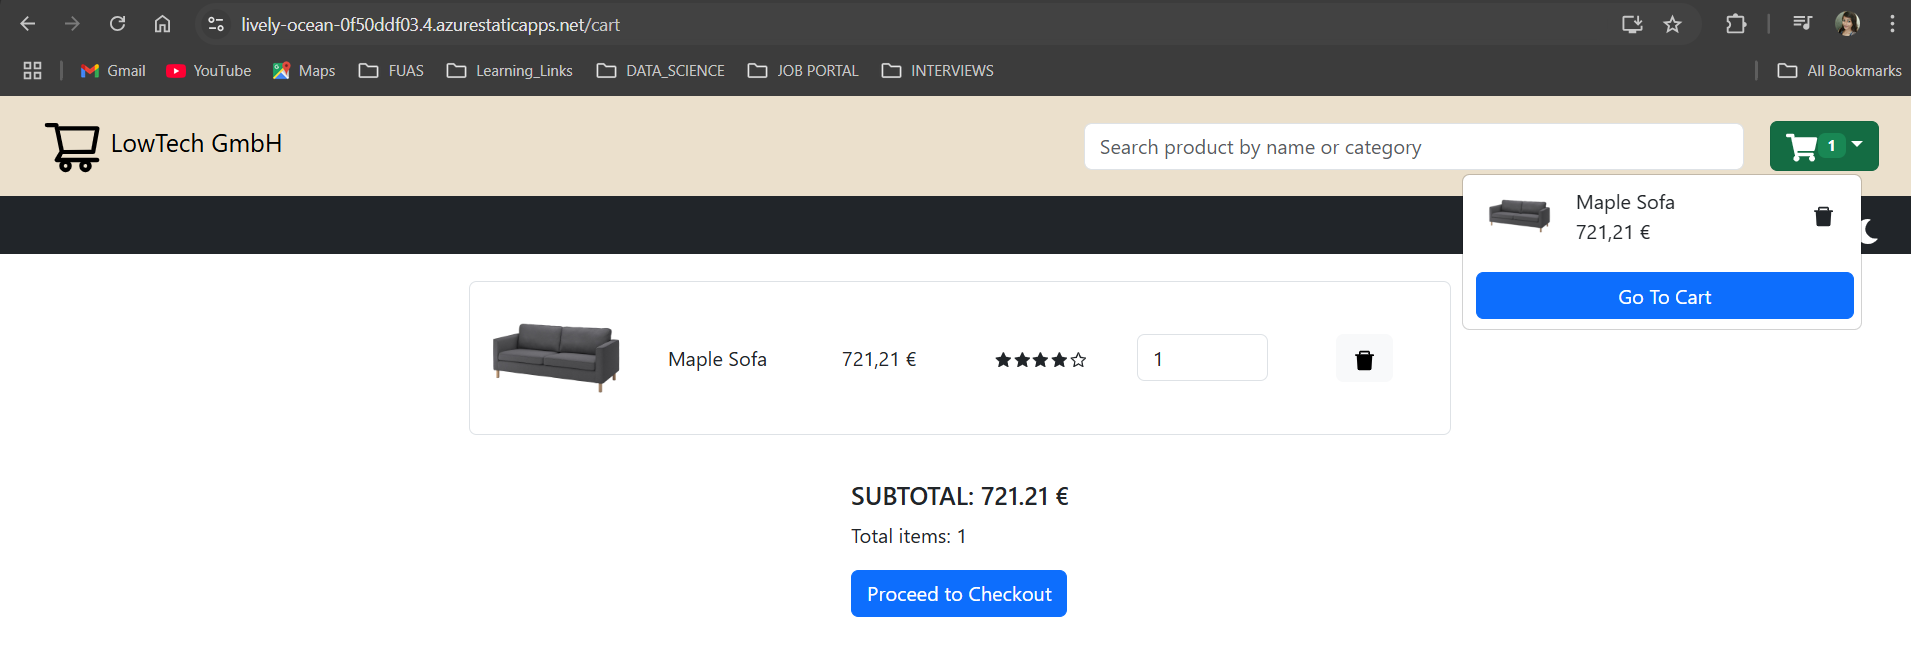 lively-ocean-0f50ddf03.4.azurestaticapps.net/cart
Gmail YouTube Maps FUAS Learning_Links DATA_SCIENCE JOB PORTAL INTERVIEWS All Bookmarks
LowTech GmbH
Search product by name or category
1
Maple Sofa
721,21 €
Go To Cart
Maple Sofa 721,21 € 1
SUBTOTAL: 721.21 €
Total items: 1
Proceed to Checkout